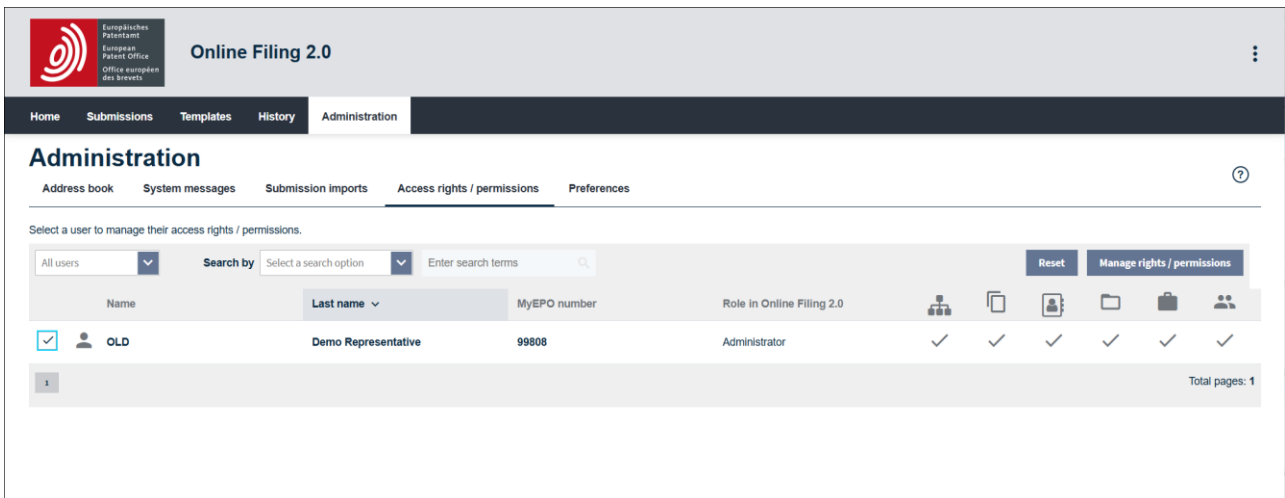 Europäisches
Patentamt
European
Patent Office
Office européen
des brevets
Online Filing 2.0
Home Submissions Templates History Administration
Administration
Address book System messages Submission imports Access rights / permissions Preferences
Select a user to manage their access rights / permissions.
All users Search by Select a search option Enter search terms Reset Manage rights / permissions
Name Last name MyEPO number Role in Online Filing 2.0
OLD Demo Representative 99808 Administrator
1 Total pages: 1